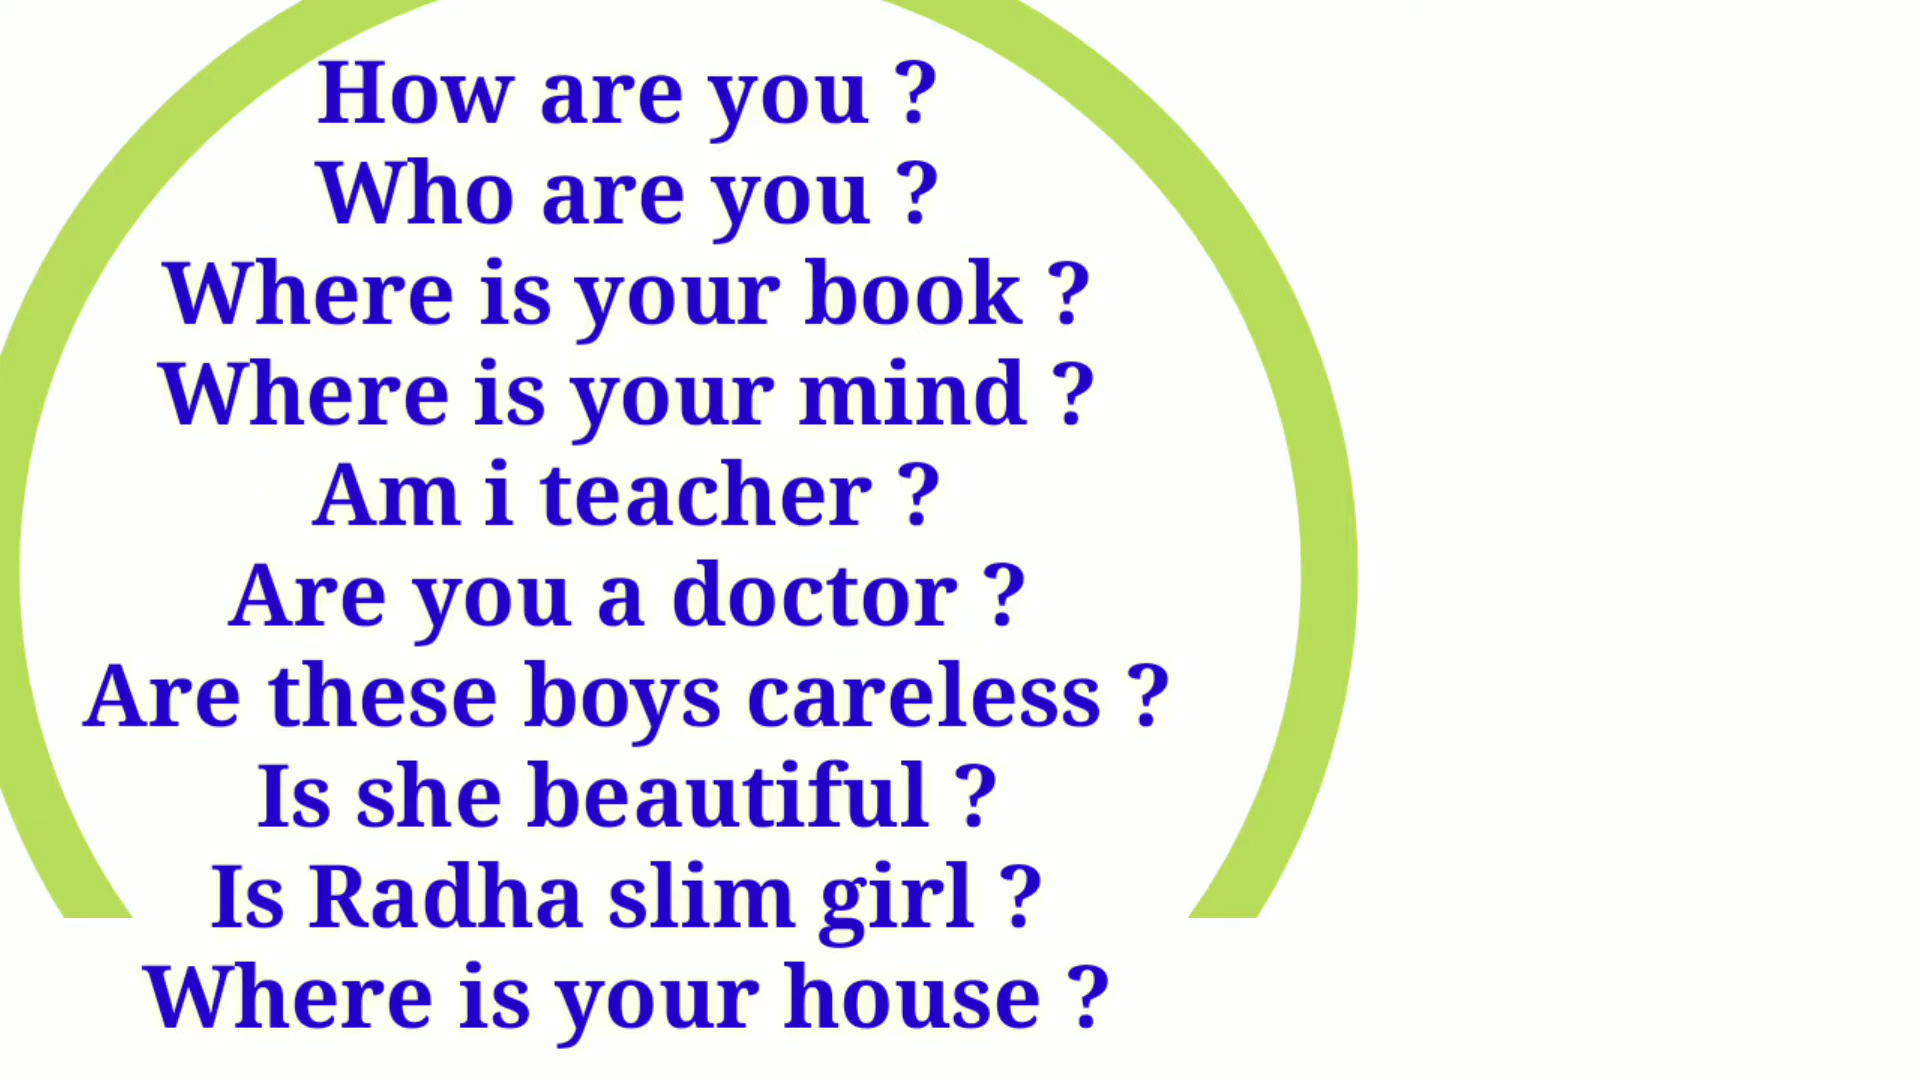 How are you ?
Who are you ?
Where is your book ?
Where is your mind ?
Am i teacher ?
Are you a doctor ?
Are these boys careless ?
Is she beautiful ?
Is Radha slim girl ?
Where is your house ?